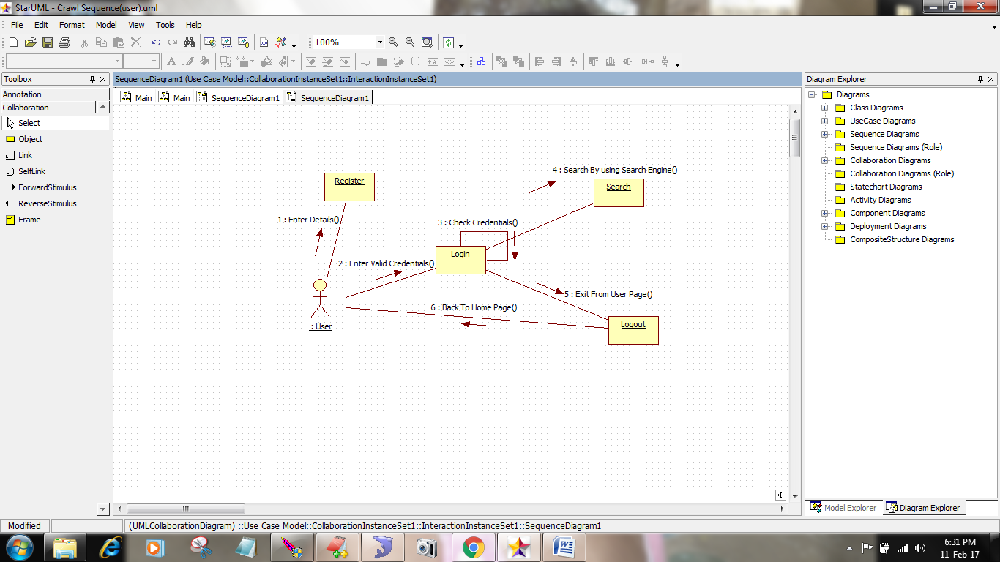 StarUML - Crawl Sequence(user).uml
File Edit Format Model View Tools Help
100%
Toolbox
SequenceDiagram1 (Use Case Model::CollaborationInstanceSet1::InteractionInstanceSet1)
Diagram Explorer
Annotation
Collaboration
Select
Object
Link
SelfLink
ForwardStimulus
ReverseStimulus
Frame
Main Main SequenceDiagram1 SequenceDiagram1
4 : Search By using Search Engine()
Register
Search
1 : Enter Details()
3 : Check Credentials()
Login
2 : Enter Valid Credentials()
5 : Exit From User Page()
6 : Back To Home Page()
: User
Logout
Diagrams
Class Diagrams
UseCase Diagrams
Sequence Diagrams
Sequence Diagrams (Role)
Collaboration Diagrams
Collaboration Diagrams (Role)
Statechart Diagrams
Activity Diagrams
Component Diagrams
Deployment Diagrams
CompositeStructure Diagrams
Model Explorer Diagram Explorer
Modified
(UMLCollaborationDiagram) ::Use Case Model::CollaborationInstanceSet1::InteractionInstanceSet1::SequenceDiagram1
6:31 PM
11-Feb-17